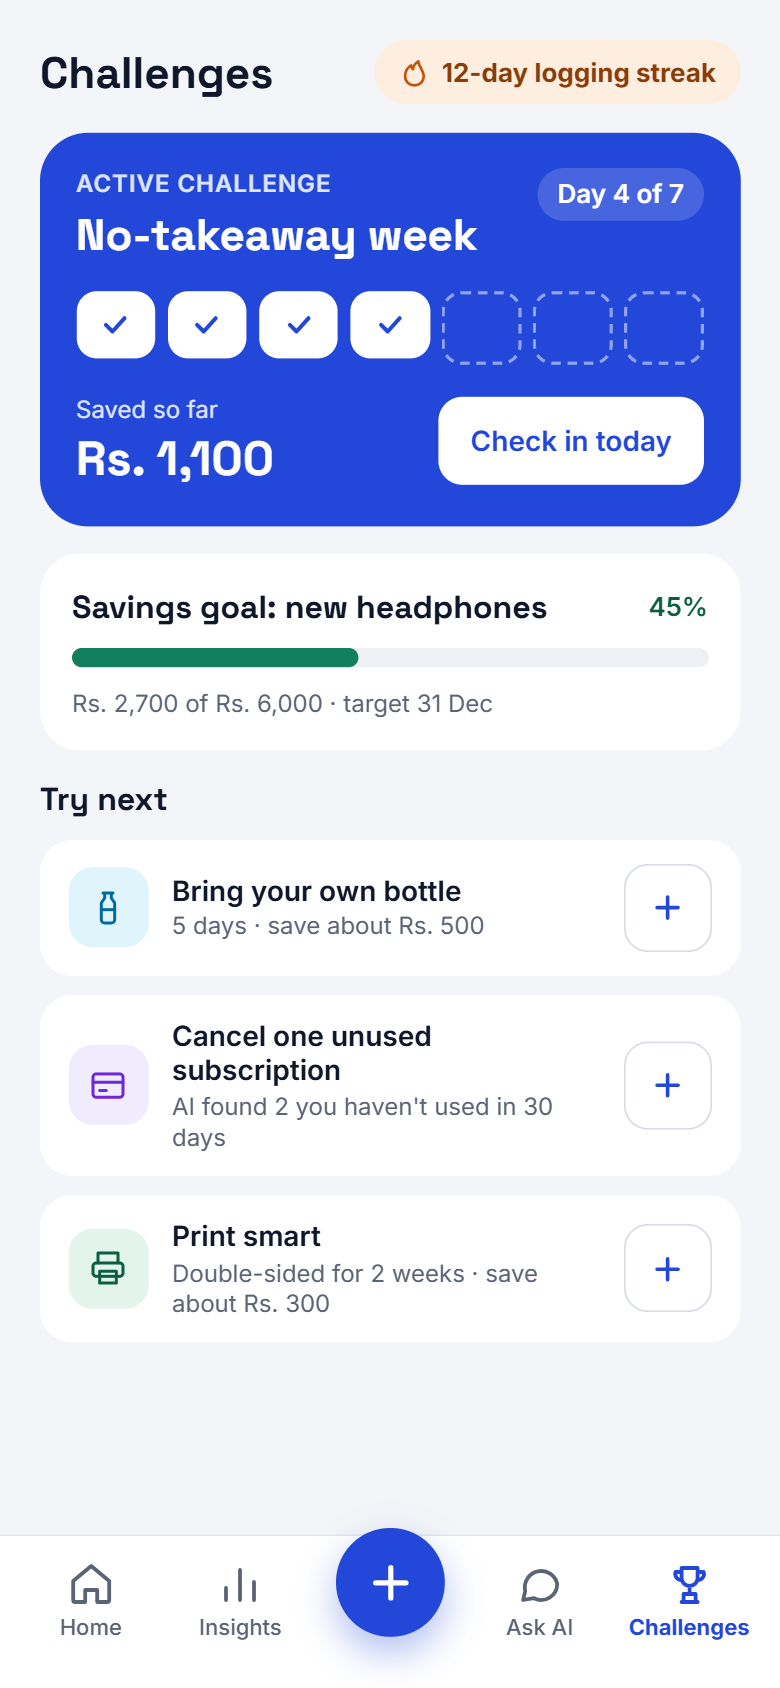 Challenges
12-day logging streak
ACTIVE CHALLENGE
Day 4 of 7
No-takeaway week
Saved so far
Rs. 1,100
Check in today
Savings goal: new headphones
45%
Rs. 2,700 of Rs. 6,000 · target 31 Dec
Try next
Bring your own bottle
5 days · save about Rs. 500
Cancel one unused
subscription
AI found 2 you haven't used in 30
days
Print smart
Double-sided for 2 weeks · save
about Rs. 300
Home
Insights
Ask AI
Challenges